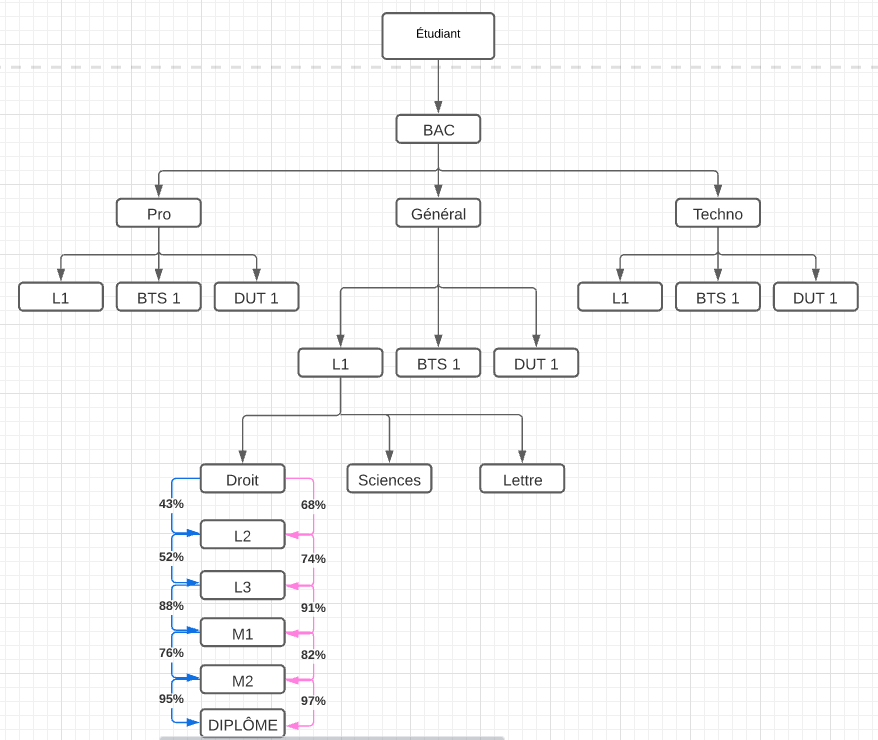 Étudiant
BAC
Pro
Général
Techno
L1
BTS 1
DUT 1
L1
BTS 1
DUT 1
L1
BTS 1
DUT 1
Droit
Sciences
Lettre
43%
68%
L2
52%
74%
L3
88%
91%
M1
76%
82%
M2
95%
97%
DIPLÔME